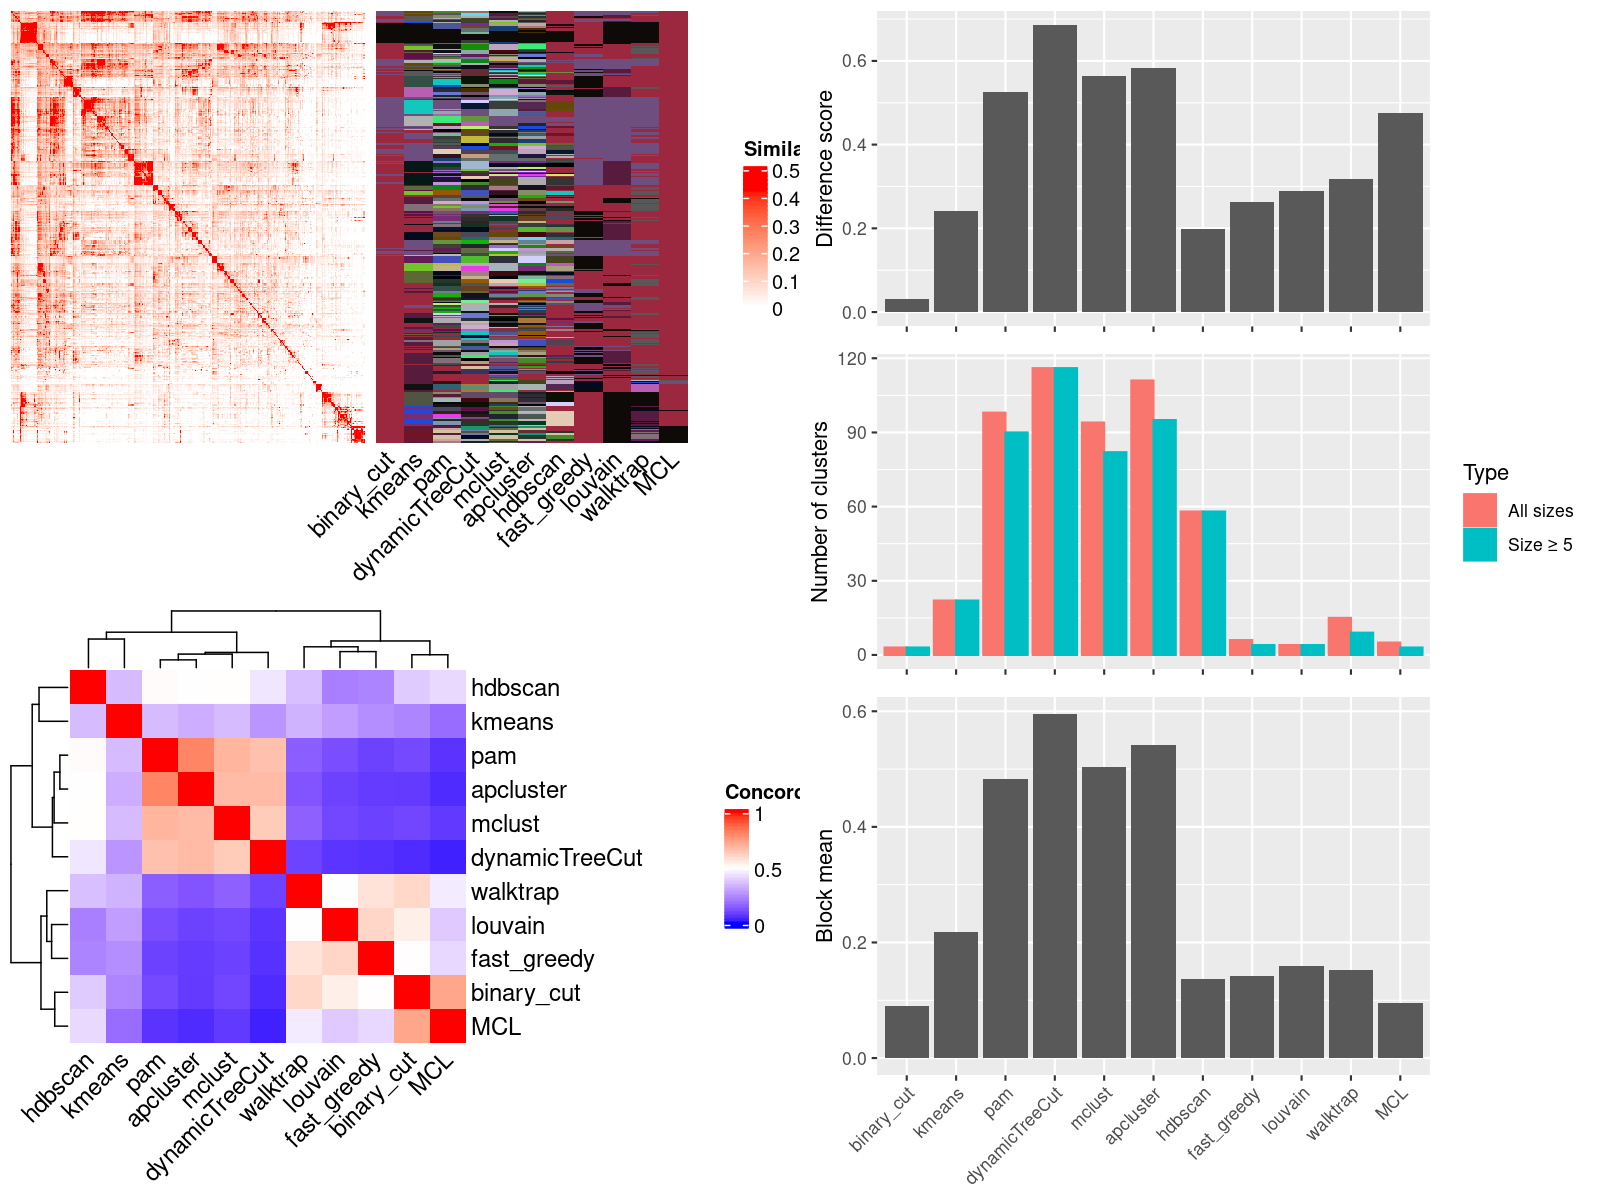 Simila
0.5
0.4
0.3
0.2
0.1
0
binary_cut
kmeans
pam
dynamicTreeCut
mclust
apcluster
hdbscan
fast_greedy
louvain
walktrap
MCL
hdbscan
kmeans
pam
apcluster
mclust
dynamicTreeCut
walktrap
louvain
fast_greedy
binary_cut
MCL
hdbscan
kmeans
pam
apcluster
mclust
dynamicTreeCut
walktrap
louvain
fast_greedy
binary_cut
MCL
Concord
1
0.5
0
Difference score
0.6
0.4
0.2
0.0
Number of clusters
120
90
60
30
0
Type
All sizes
Size ≥ 5
Block mean
0.6
0.4
0.2
0.0
binary_cut
kmeans
pam
dynamicTreeCut
mclust
apcluster
hdbscan
fast_greedy
louvain
walktrap
MCL